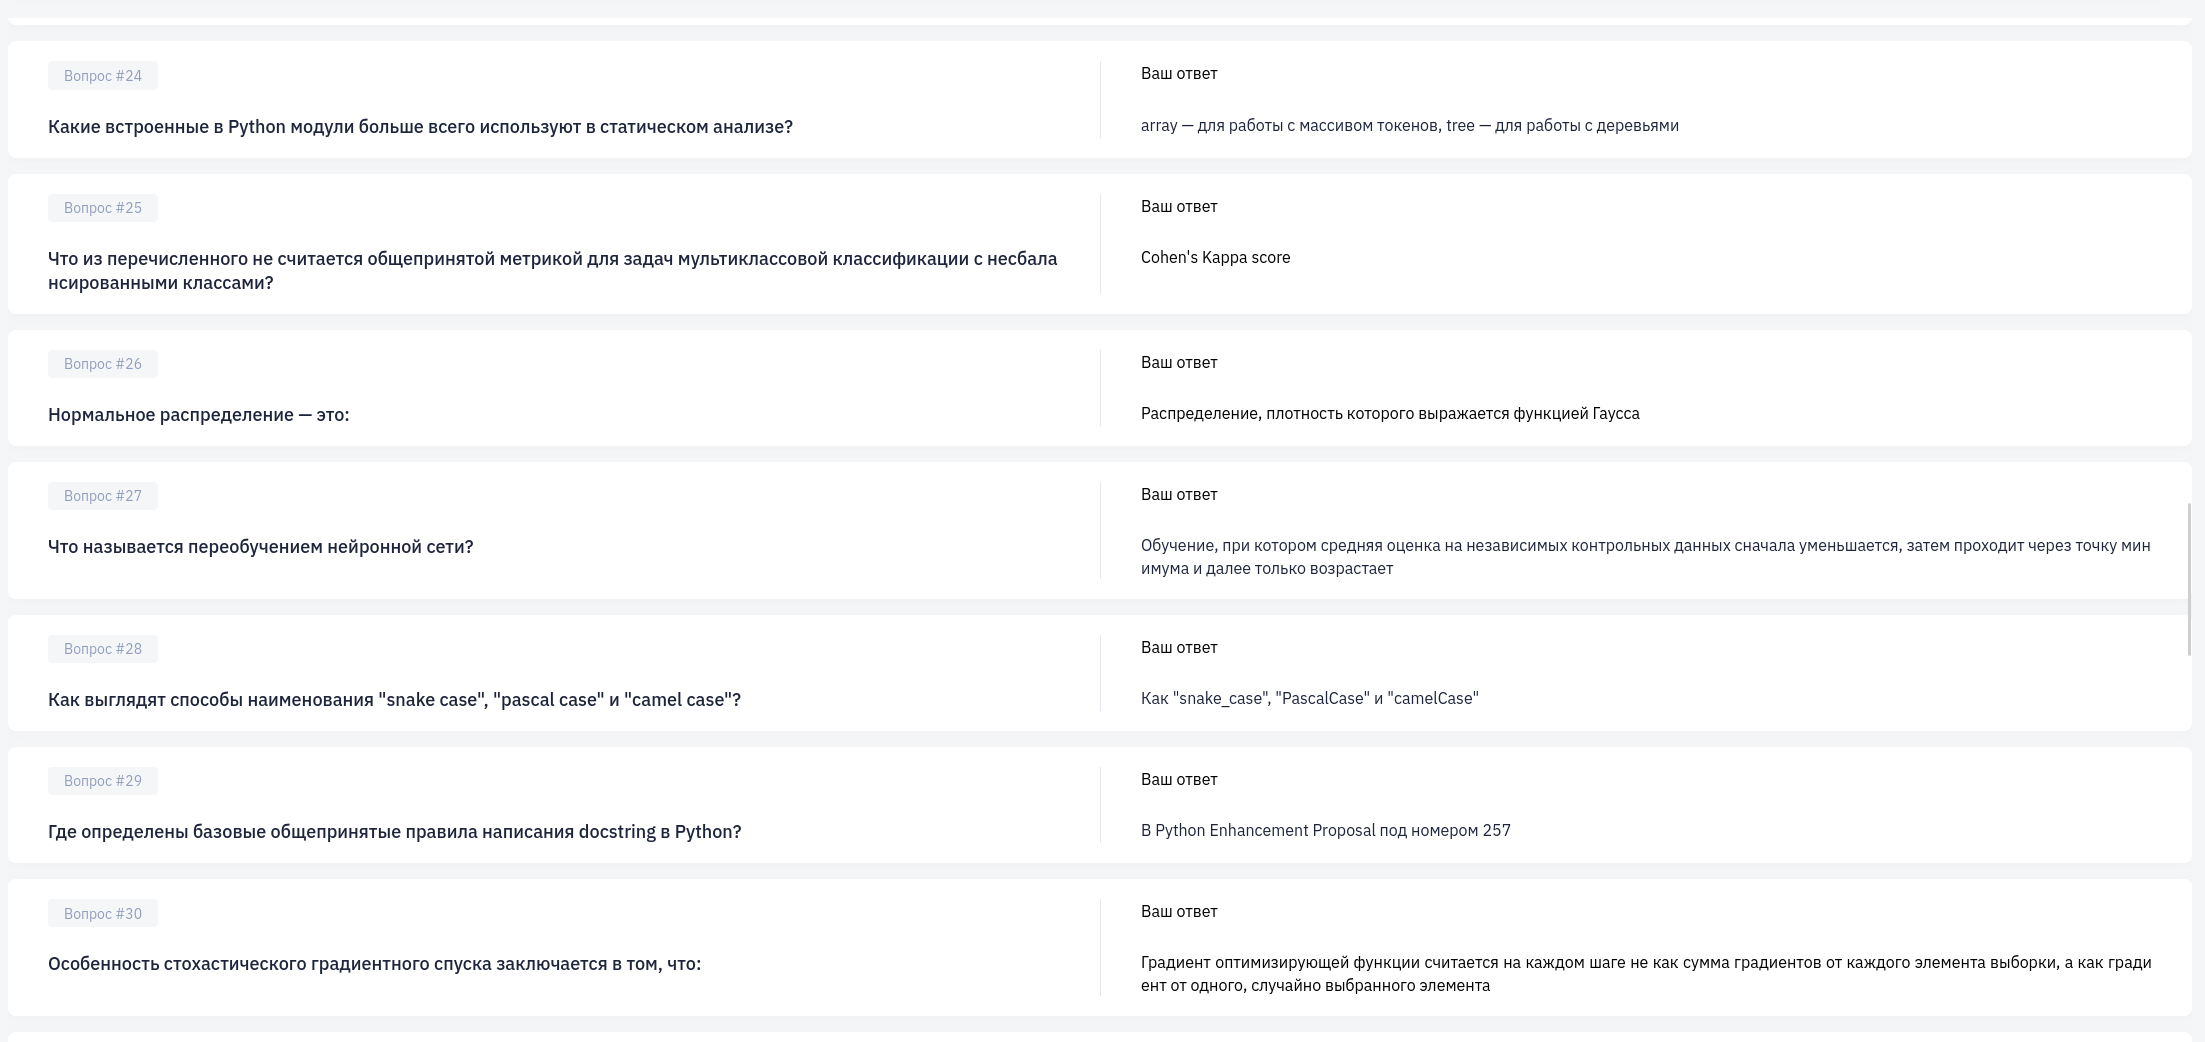 Вопрос #24
Ваш ответ
Какие встроенные в Python модули больше всего используют в статическом анализе?
array — для работы с массивом токенов, tree — для работы с деревьями
Вопрос #25
Ваш ответ
Что из перечисленного не считается общепринятой метрикой для задач мультиклассовой классификации с несбала
нсированными классами?
Cohen's Kappa score
Вопрос #26
Ваш ответ
Нормальное распределение — это:
Распределение, плотность которого выражается функцией Гаусса
Вопрос #27
Ваш ответ
Что называется переобучением нейронной сети?
Обучение, при котором средняя оценка на независимых контрольных данных сначала уменьшается, затем проходит через точку мин
имума и далее только возрастает
Вопрос #28
Ваш ответ
Как выглядят способы наименования "snake case", "pascal case" и "camel case"?
Как "snake_case", "PascalCase" и "camelCase"
Вопрос #29
Ваш ответ
Где определены базовые общепринятые правила написания docstring в Python?
В Python Enhancement Proposal под номером 257
Вопрос #30
Ваш ответ
Особенность стохастического градиентного спуска заключается в том, что:
Градиент оптимизирующей функции считается на каждом шаге не как сумма градиентов от каждого элемента выборки, а как гради
ент от одного, случайно выбранного элемента